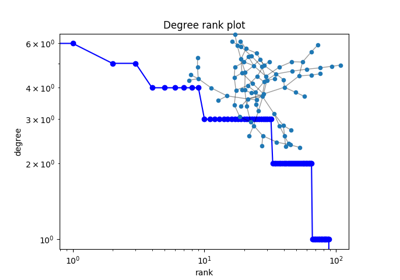 Degree rank plot
6 × 10⁰
4 × 10⁰
3 × 10⁰
2 × 10⁰
10⁰
degree
10⁰
10¹
10²
rank